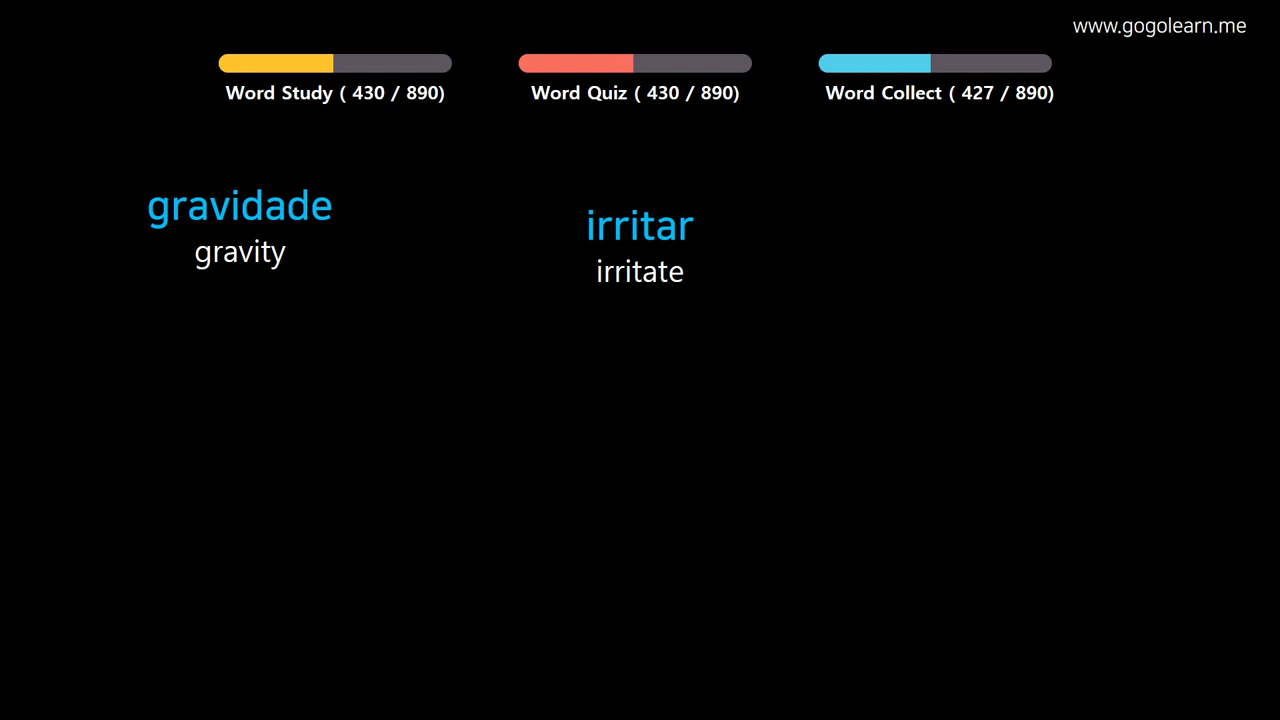 www.gogolearn.me
Word Study ( 430 / 890)
Word Quiz ( 430 / 890)
Word Collect ( 427 / 890)
gravidade
gravity
irritar
irritate